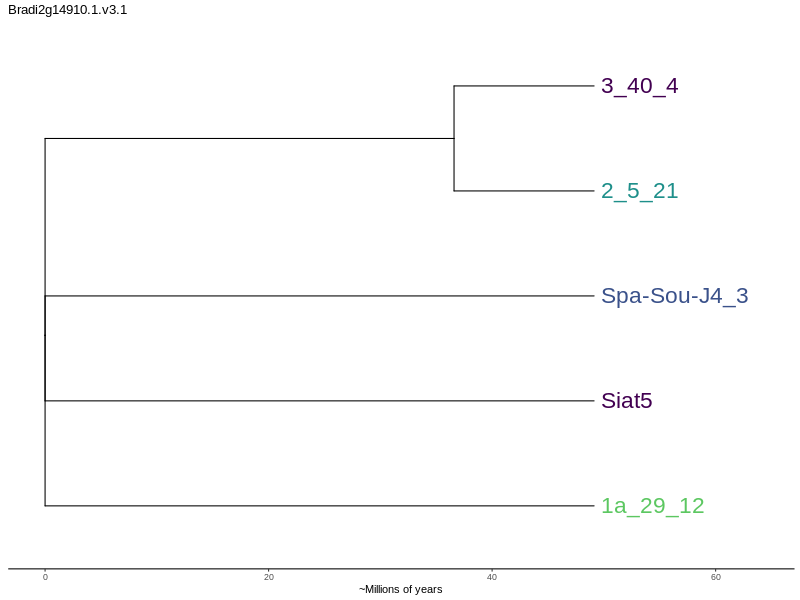 Bradi2g14910.1.v3.1
3_40_4
2_5_21
Spa-Sou-J4_3
Siat5
1a_29_12
0 20 40 60
~Millions of years